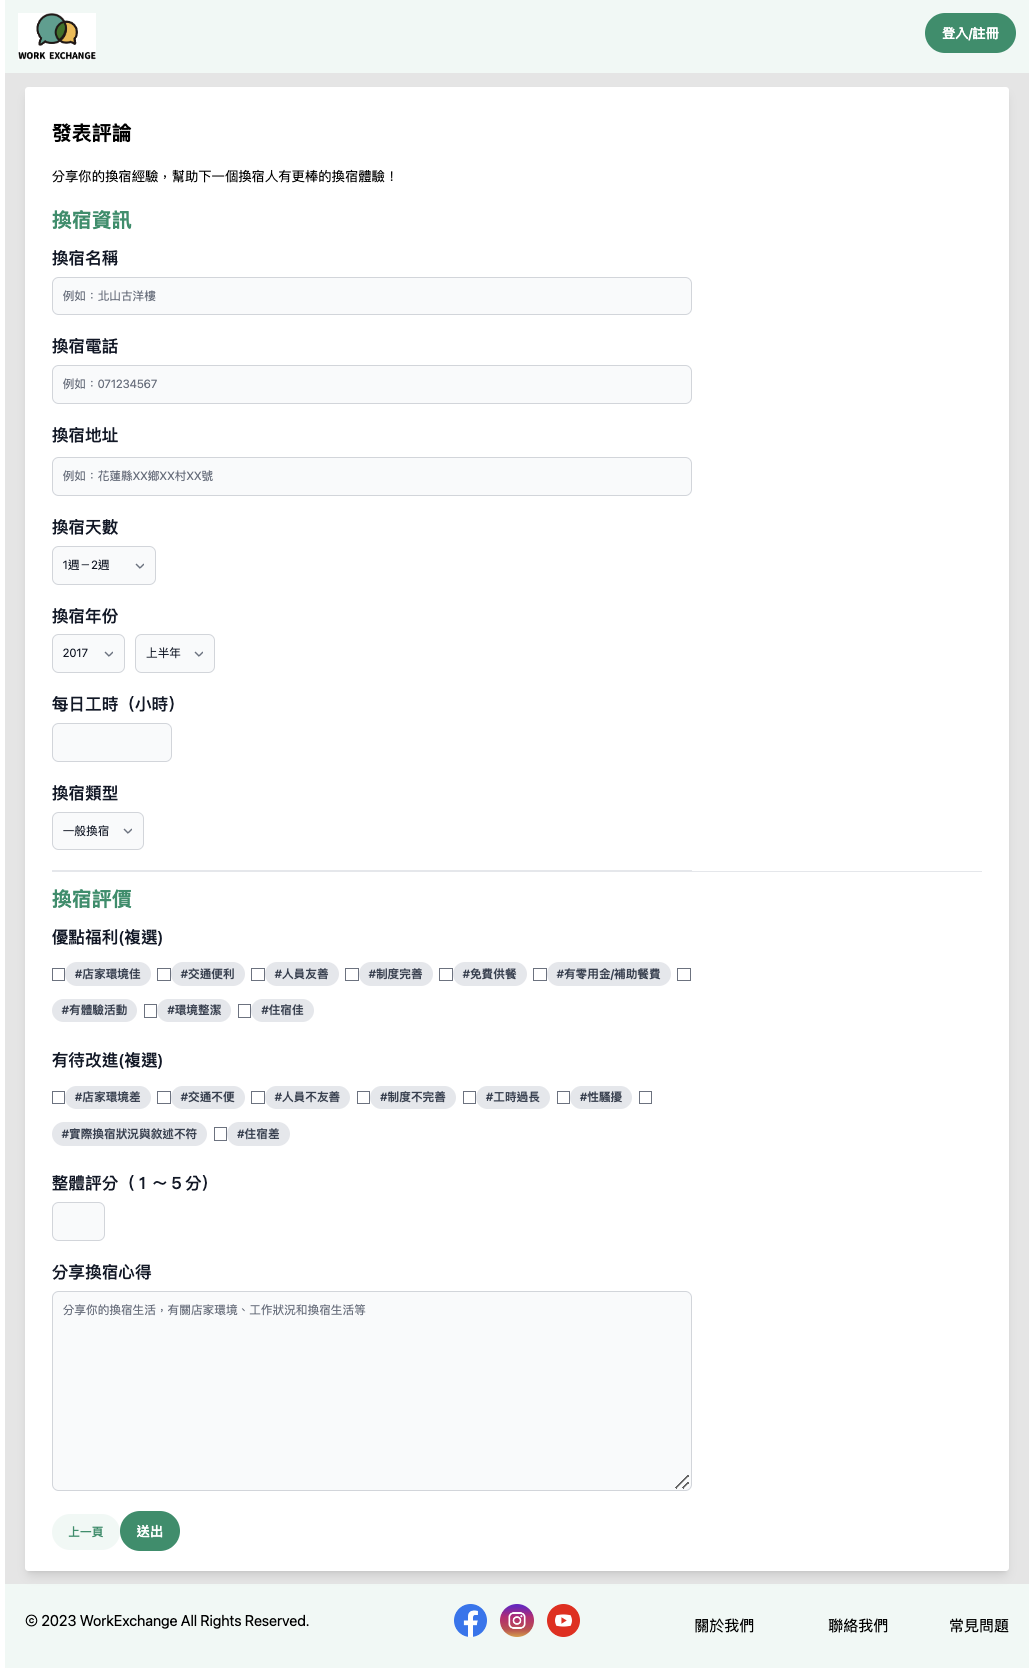 WORK EXCHANGE
登入/註冊
發表評論
分享你的換宿經驗，幫助下一個換宿人有更棒的換宿體驗！
換宿資訊
換宿名稱
例如：北山古洋樓
換宿電話
例如：071234567
換宿地址
例如：花蓮縣XX鄉XX村XX號
換宿天數
1週－2週
換宿年份
2017 上半年
每日工時（小時）
換宿類型
一般換宿
換宿評價
優點福利(複選)
#店家環境佳 #交通便利 #人員友善 #制度完善 #免費供餐 #有零用金/補助餐費
#有體驗活動 #環境整潔 #住宿佳
有待改進(複選)
#店家環境差 #交通不便 #人員不友善 #制度不完善 #工時過長 #性騷擾
#實際換宿狀況與敘述不符 #住宿差
整體評分（１～５分）
分享換宿心得
分享你的換宿生活，有關店家環境、工作狀況和換宿生活等
上一頁 送出
© 2023 WorkExchange All Rights Reserved. 關於我們 聯絡我們 常見問題